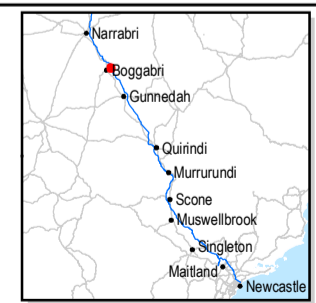 Narrabri
Boggabri
Gunnedah
Quirindi
Murrurundi
Scone
Muswellbrook
Singleton
Maitland
Newcastle